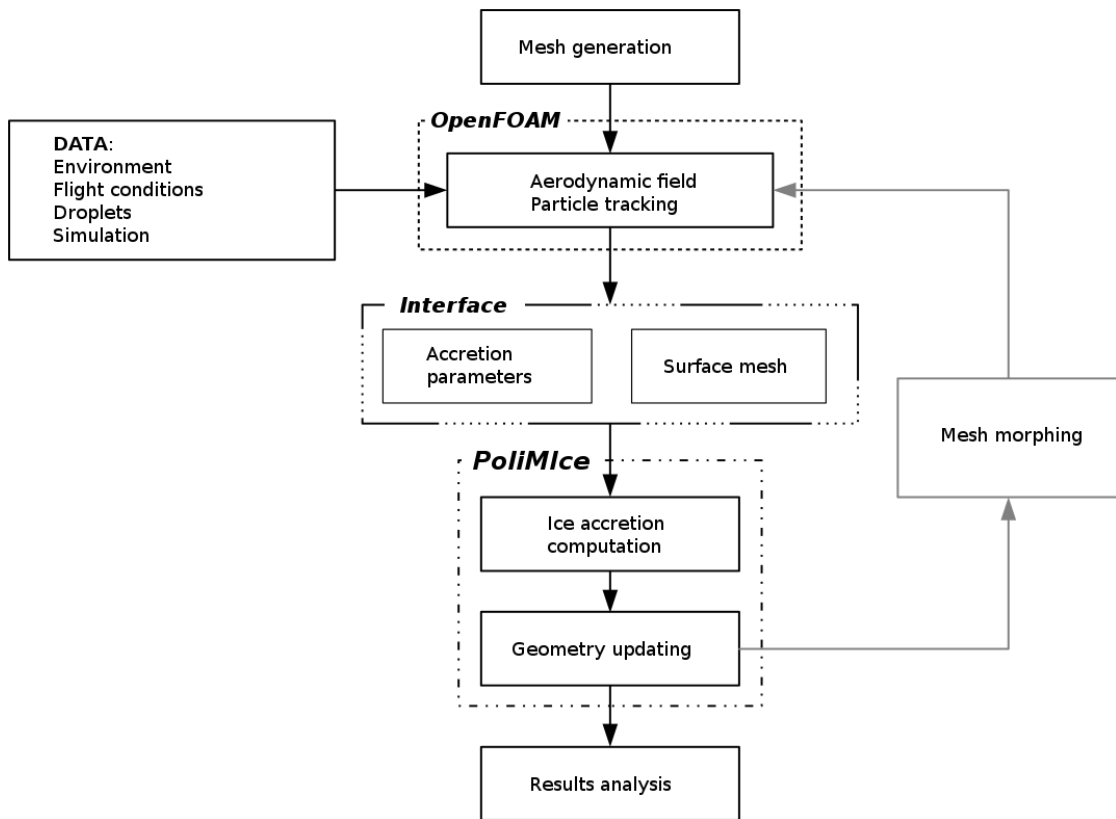 Mesh generation
OpenFOAM
DATA:
Environment
Flight conditions
Droplets
Simulation
Aerodynamic field
Particle tracking
Interface
Accretion
parameters
Surface mesh
Mesh morphing
PoliMIce
Ice accretion
computation
Geometry updating
Results analysis